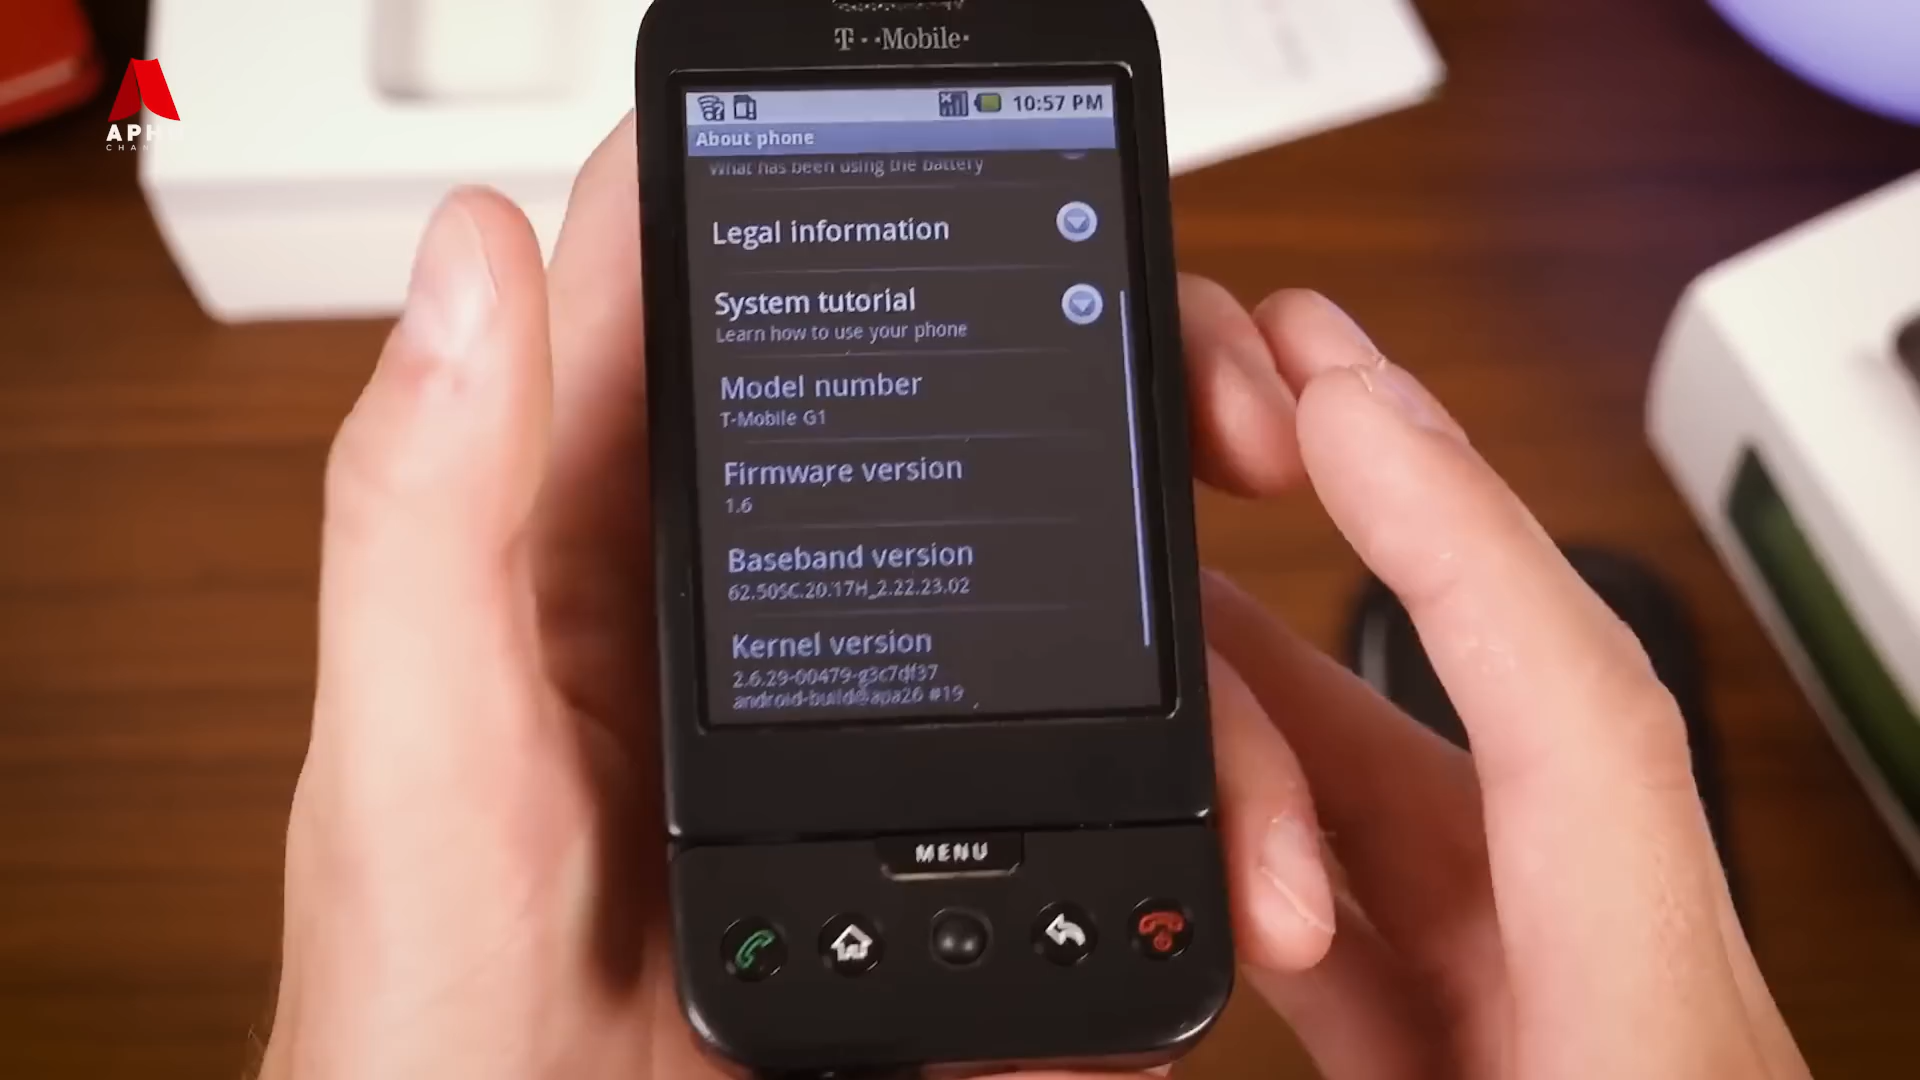 T··Mobile·
10:57 PM
About phone
What has been using the battery
Legal information
System tutorial
Learn how to use your phone
Model number
T-Mobile G1
Firmware version
1.6
Baseband version
62.50SC.20.17H_2.22.23.02
Kernel version
2.6.29-00479-g3c7df37
android-build@apa26 #19
MENU